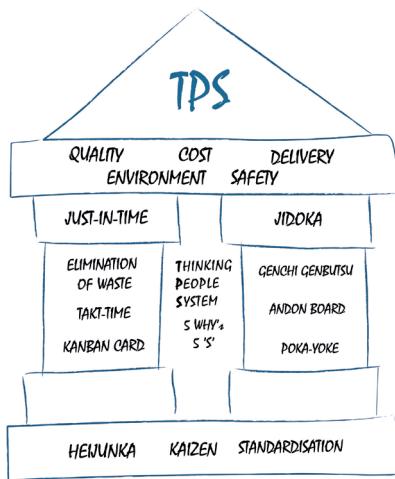 TPS
QUALITY COST DELIVERY
ENVIRONMENT SAFETY
JUST-IN-TIME
JIDOKA
ELIMINATION
OF WASTE
TAKT-TIME
KANBAN CARD
THINKING
PEOPLE
SYSTEM
5 WHY's
5 'S'
GENCHI GENBUTSU
ANDON BOARD
POKA-YOKE
HEIJUNKA KAIZEN STANDARDISATION